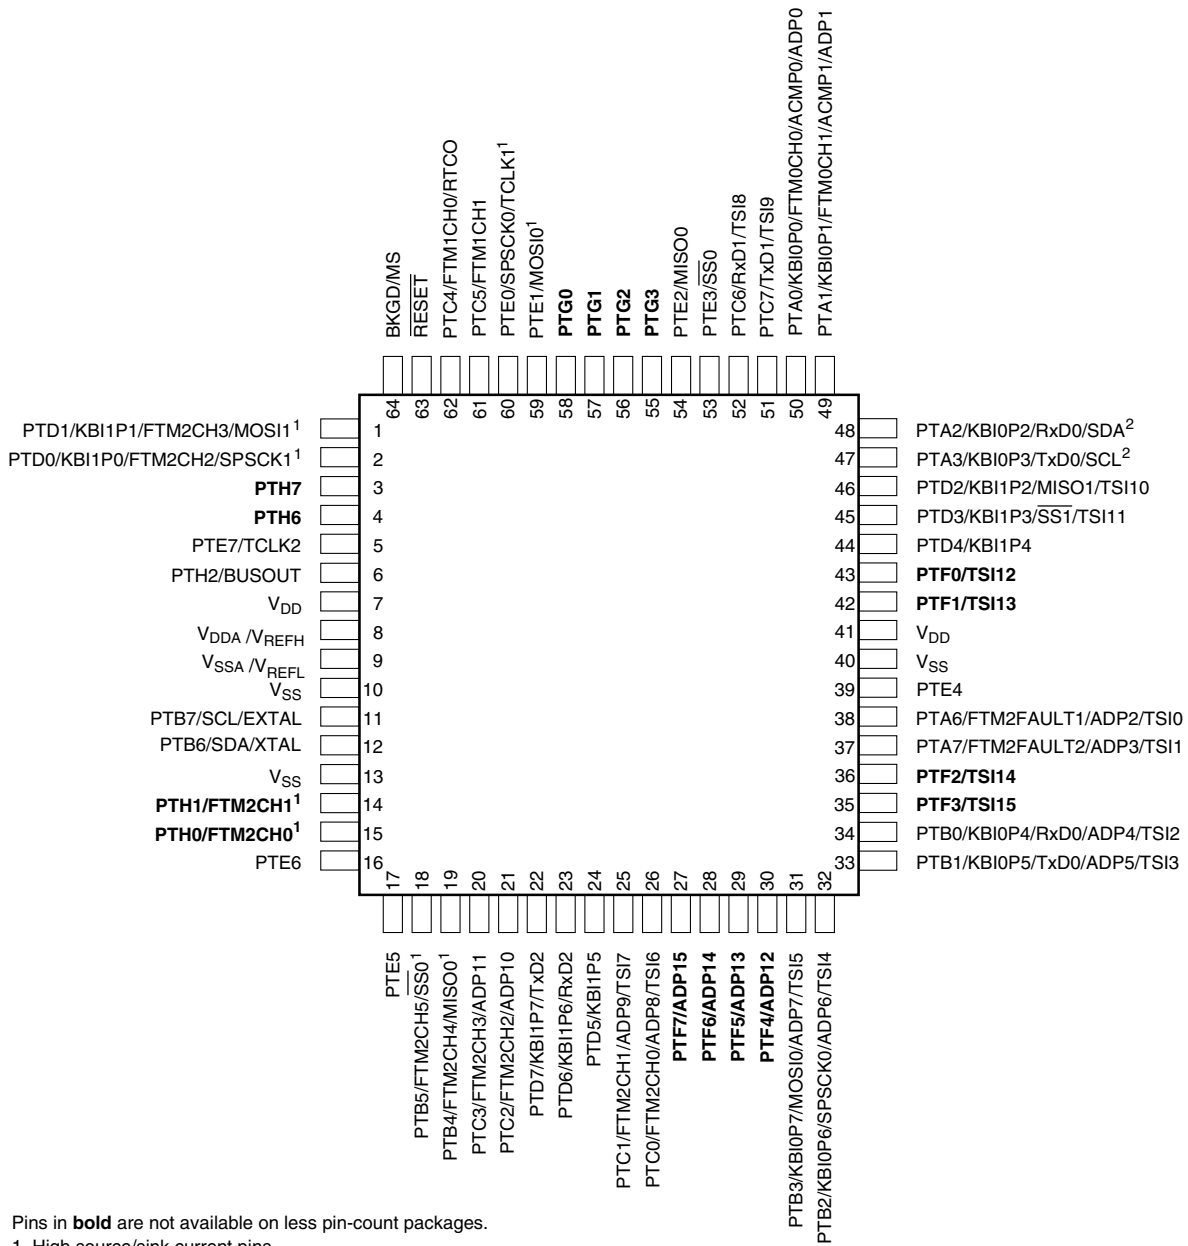 BKGD/MS
RESET
PTC4/FTM1CH0/RTCO
PTC5/FTM1CH1
PTE0/SPSCK0/TCLK1¹
PTE1/MOSI0¹
PTG0
PTG1
PTG2
PTG3
PTE2/MISO0
PTE3/SS0
PTC6/RxD1/TSI8
PTC7/TxD1/TSI9
PTA0/KBI0P0/FTM0CH0/ACMP0/ADP0
PTA1/KBI0P1/FTM0CH1/ACMP1/ADP1
64 63 62 61 60 59 58 57 56 55 54 53 52 51 50 49
PTD1/KBI1P1/FTM2CH3/MOSI1¹ 1
PTD0/KBI1P0/FTM2CH2/SPSCK1¹ 2
PTH7 3
PTH6 4
PTE7/TCLK2 5
PTH2/BUSOUT 6
VDD 7
VDDA /VREFH 8
VSSA /VREFL 9
VSS 10
PTB7/SCL/EXTAL 11
PTB6/SDA/XTAL 12
VSS 13
PTH1/FTM2CH1¹ 14
PTH0/FTM2CH0¹ 15
PTE6 16
48 PTA2/KBI0P2/RxD0/SDA²
47 PTA3/KBI0P3/TxD0/SCL²
46 PTD2/KBI1P2/MISO1/TSI10
45 PTD3/KBI1P3/SS1/TSI11
44 PTD4/KBI1P4
43 PTF0/TSI12
42 PTF1/TSI13
41 VDD
40 VSS
39 PTE4
38 PTA6/FTM2FAULT1/ADP2/TSI0
37 PTA7/FTM2FAULT2/ADP3/TSI1
36 PTF2/TSI14
35 PTF3/TSI15
34 PTB0/KBI0P4/RxD0/ADP4/TSI2
33 PTB1/KBI0P5/TxD0/ADP5/TSI3
17 18 19 20 21 22 23 24 25 26 27 28 29 30 31 32
PTE5
PTB5/FTM2CH5/SS0¹
PTB4/FTM2CH4/MISO0¹
PTC3/FTM2CH3/ADP11
PTC2/FTM2CH2/ADP10
PTD7/KBI1P7/TxD2
PTD6/KBI1P6/RxD2
PTD5/KBI1P5
PTC1/FTM2CH1/ADP9/TSI7
PTC0/FTM2CH0/ADP8/TSI6
PTF7/ADP15
PTF6/ADP14
PTF5/ADP13
PTF4/ADP12
PTB3/KBI0P7/MOSI0/ADP7/TSI5
PTB2/KBI0P6/SPSCK0/ADP6/TSI4
Pins in bold are not available on less pin-count packages.
1. High source/sink current pins